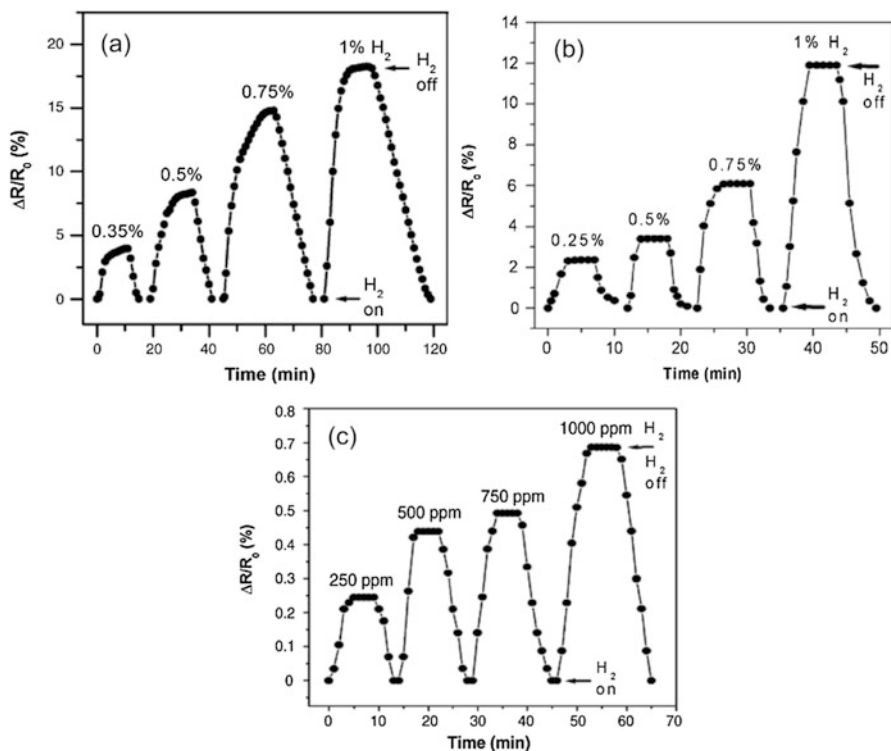 (a)
1% H2
H2
off
0.75%
0.5%
0.35%
H2
on
20
15
10
5
0
ΔR/R0 (%)
0 20 40 60 80 100 120
Time (min)
(b)
1% H2
H2
off
0.75%
0.5%
0.25%
H2
on
14
12
10
8
6
4
2
0
ΔR/R0 (%)
0 10 20 30 40 50
Time (min)
(c)
1000 ppm H2
H2
off
750 ppm
500 ppm
250 ppm
H2
on
0.8
0.7
0.6
0.5
0.4
0.3
0.2
0.1
0
ΔR/R0 (%)
0 10 20 30 40 50 60 70
Time (min)